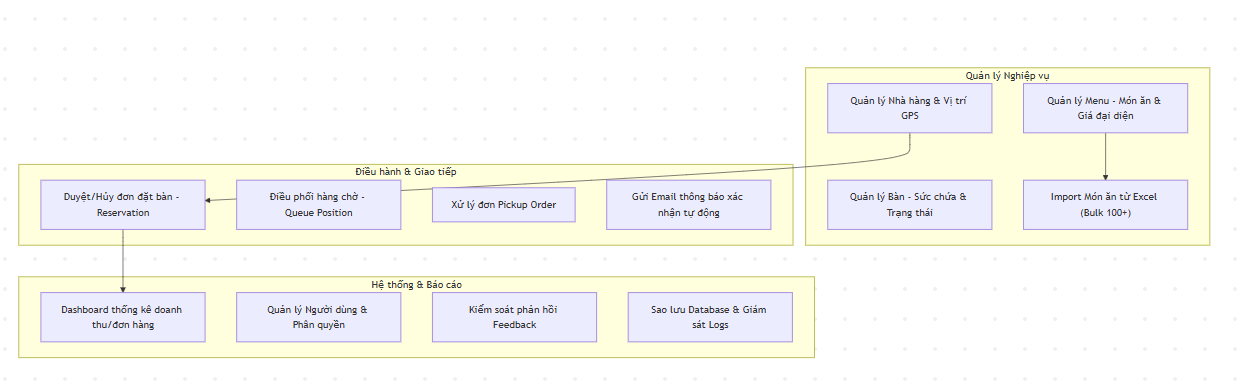 Quản lý Nghiệp vụ
Quản lý Nhà hàng & Vị trí
GPS
Quản lý Menu - Món ăn &
Giá đại diện
Quản lý Bàn - Sức chứa &
Trạng thái
Import Món ăn từ Excel
(Bulk 100+)
Điều hành & Giao tiếp
Duyệt/Hủy đơn đặt bàn -
Reservation
Điều phối hàng chờ -
Queue Position
Xử lý đơn Pickup Order
Gửi Email thông báo xác
nhận tự động
Hệ thống & Báo cáo
Dashboard thống kê doanh
thu/đơn hàng
Quản lý Người dùng &
Phân quyền
Kiểm soát phản hồi
Feedback
Sao lưu Database & Giám
sát Logs